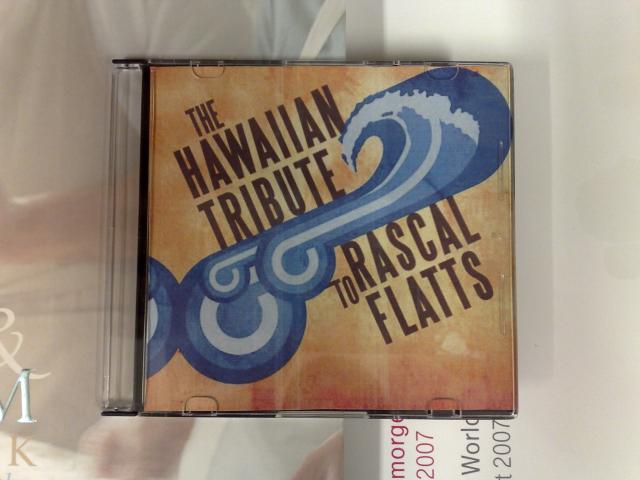 THE
HAWAIIAN
TRIBUTE
TO RASCAL
FLATTS
&
M
K
morge
2007
World
t 2007